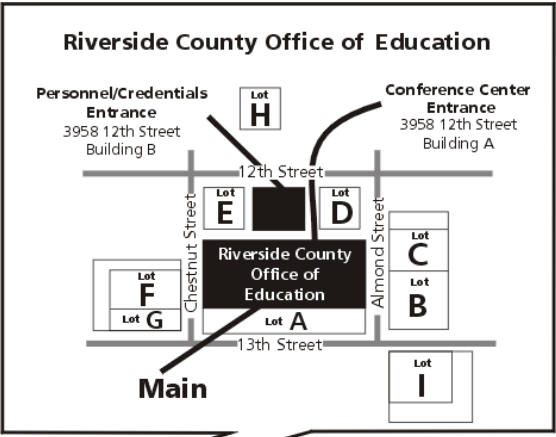 Riverside County Office of Education
Personnel/Credentials
Entrance
3958 12th Street
Building B
Lot
H
Conference Center
Entrance
3958 12th Street
Building A
12th Street
Lot
E
Lot
D
Chestnut Street
Almond Street
Riverside County
Office of
Education
Lot
C
Lot
B
Lot
F
Lot G
Lot A
13th Street
Main
Lot
I